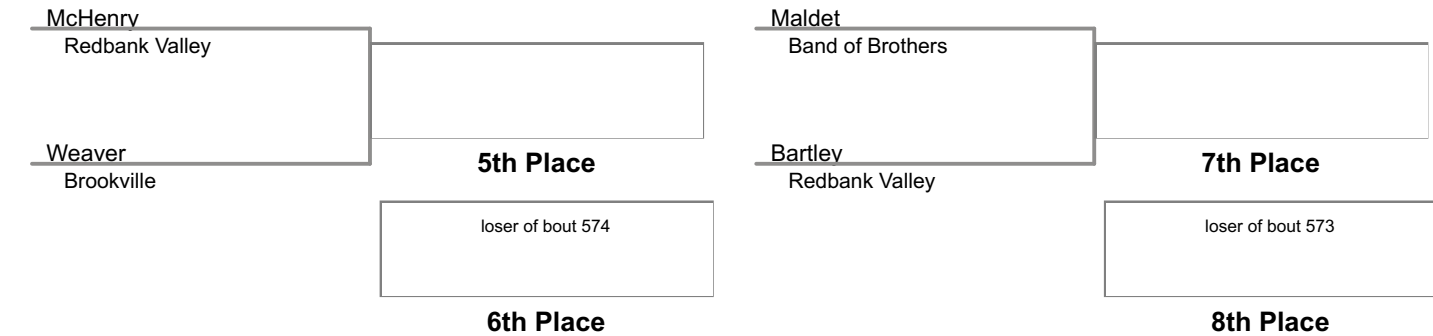 McHenry
Redbank Valley
Weaver
Brookville
5th Place
loser of bout 574
6th Place
Maldet
Band of Brothers
Bartley
Redbank Valley
7th Place
loser of bout 573
8th Place